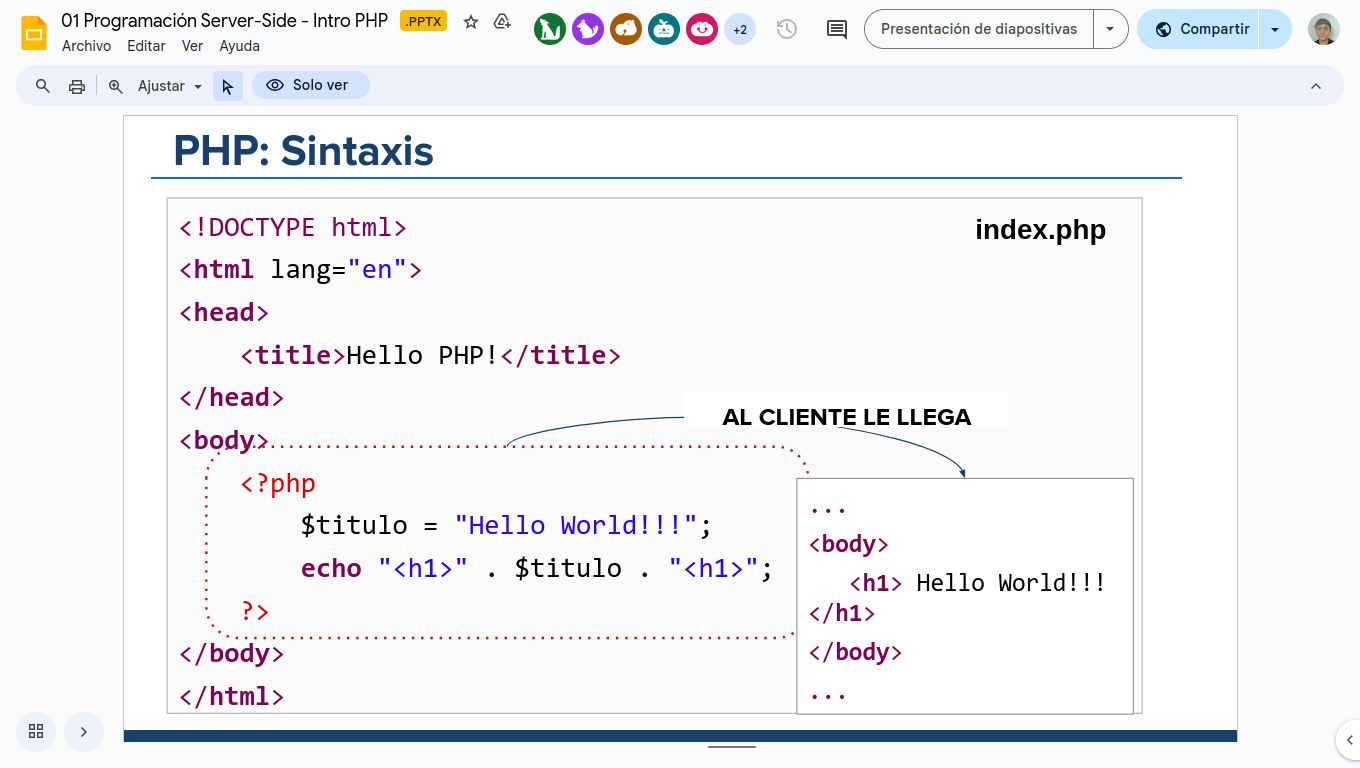 01 Programación Server-Side - Intro PHP .PPTX
Archivo Editar Ver Ayuda
+2
Presentación de diapositivas
Compartir
Ajustar
Solo ver
PHP: Sintaxis
index.php
<!DOCTYPE html>
<html lang="en">
<head>
<title>Hello PHP!</title>
</head>
<body>
<?php
$titulo = "Hello World!!!";
echo "<h1>" . $titulo . "<h1>";
?>
</body>
</html>
AL CLIENTE LE LLEGA
...
<body>
<h1> Hello World!!!
</h1>
</body>
...